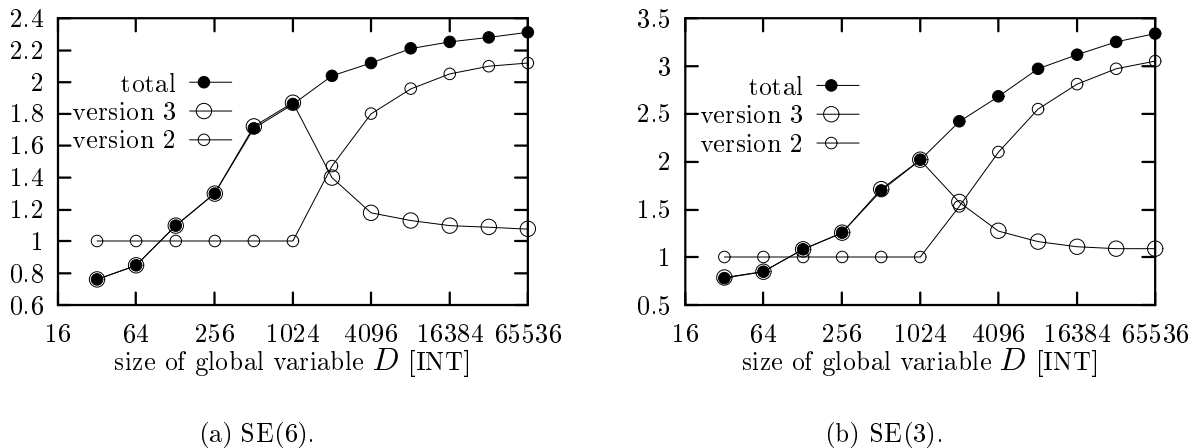 2.4
2.2
2
1.8
1.6
1.4
1.2
1
0.8
0.6
total
version 3
version 2
16 64 256 1024 4096 16384 65536
size of global variable D [INT]
(a) SE(6).
3.5
3
2.5
2
1.5
1
0.5
total
version 3
version 2
16 64 256 1024 4096 16384 65536
size of global variable D [INT]
(b) SE(3).